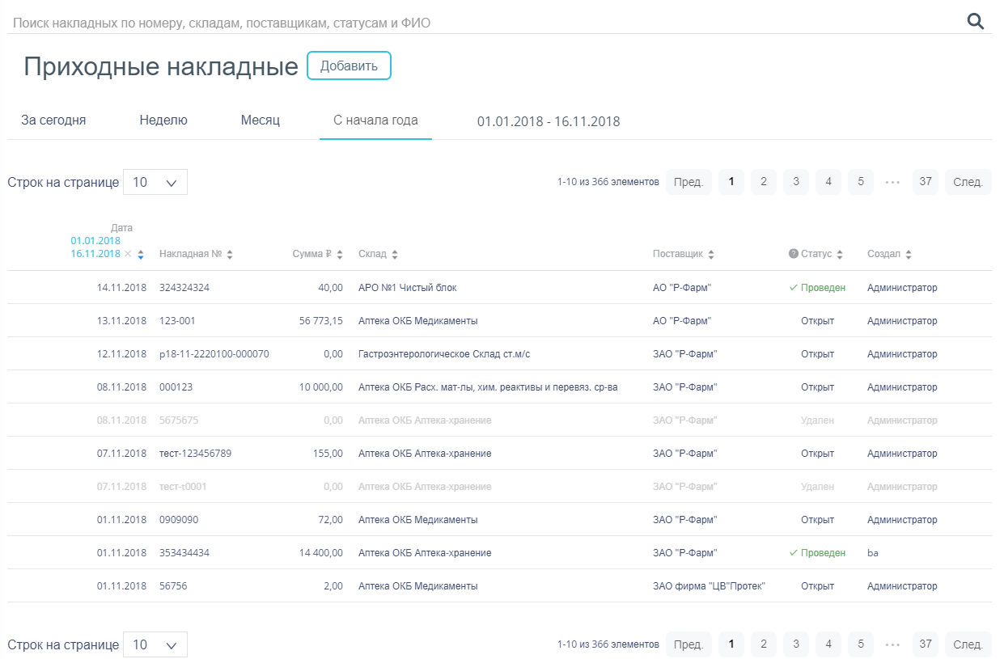 Поиск накладных по номеру, складам, поставщикам, статусам и ФИО
Приходные накладные Добавить
За сегодня Неделю Месяц С начала года 01.01.2018 - 16.11.2018
Строк на странице 10 1-10 из 366 элементов Пред. 1 2 3 4 5 ••• 37 След.
Дата
01.01.2018
16.11.2018 × Накладная № Сумма ₽ Склад Поставщик ? Статус Создал
14.11.2018 324324324 40,00 АРО №1 Чистый блок АО "Р-Фарм" ✓ Проведен Администратор
13.11.2018 123-001 56 773,15 Аптека ОКБ Медикаменты АО "Р-Фарм" Открыт Администратор
12.11.2018 р18-11-2220100-000070 0,00 Гастроэнтерологическое Склад ст.м/с ЗАО "Р-Фарм" Открыт Администратор
08.11.2018 000123 10 000,00 Аптека ОКБ Расх. мат-лы, хим. реактивы и перевяз. ср-ва ЗАО "Р-Фарм" Открыт Администратор
08.11.2018 5675675 0,00 Аптека ОКБ Аптека-хранение ЗАО "Р-Фарм" Удален Администратор
07.11.2018 тест-123456789 155,00 Аптека ОКБ Аптека-хранение ЗАО "Р-Фарм" Открыт Администратор
07.11.2018 тест-t0001 0,00 Аптека ОКБ Аптека-хранение ЗАО "Р-Фарм" Удален Администратор
01.11.2018 0909090 72,00 Аптека ОКБ Медикаменты ЗАО "Р-Фарм" Открыт Администратор
01.11.2018 353434434 14 400,00 Аптека ОКБ Аптека-хранение ЗАО "Р-Фарм" ✓ Проведен ba
01.11.2018 56756 2,00 Аптека ОКБ Медикаменты ЗАО фирма "ЦВ"Протек" Открыт Администратор
Строк на странице 10 1-10 из 366 элементов Пред. 1 2 3 4 5 ••• 37 След.